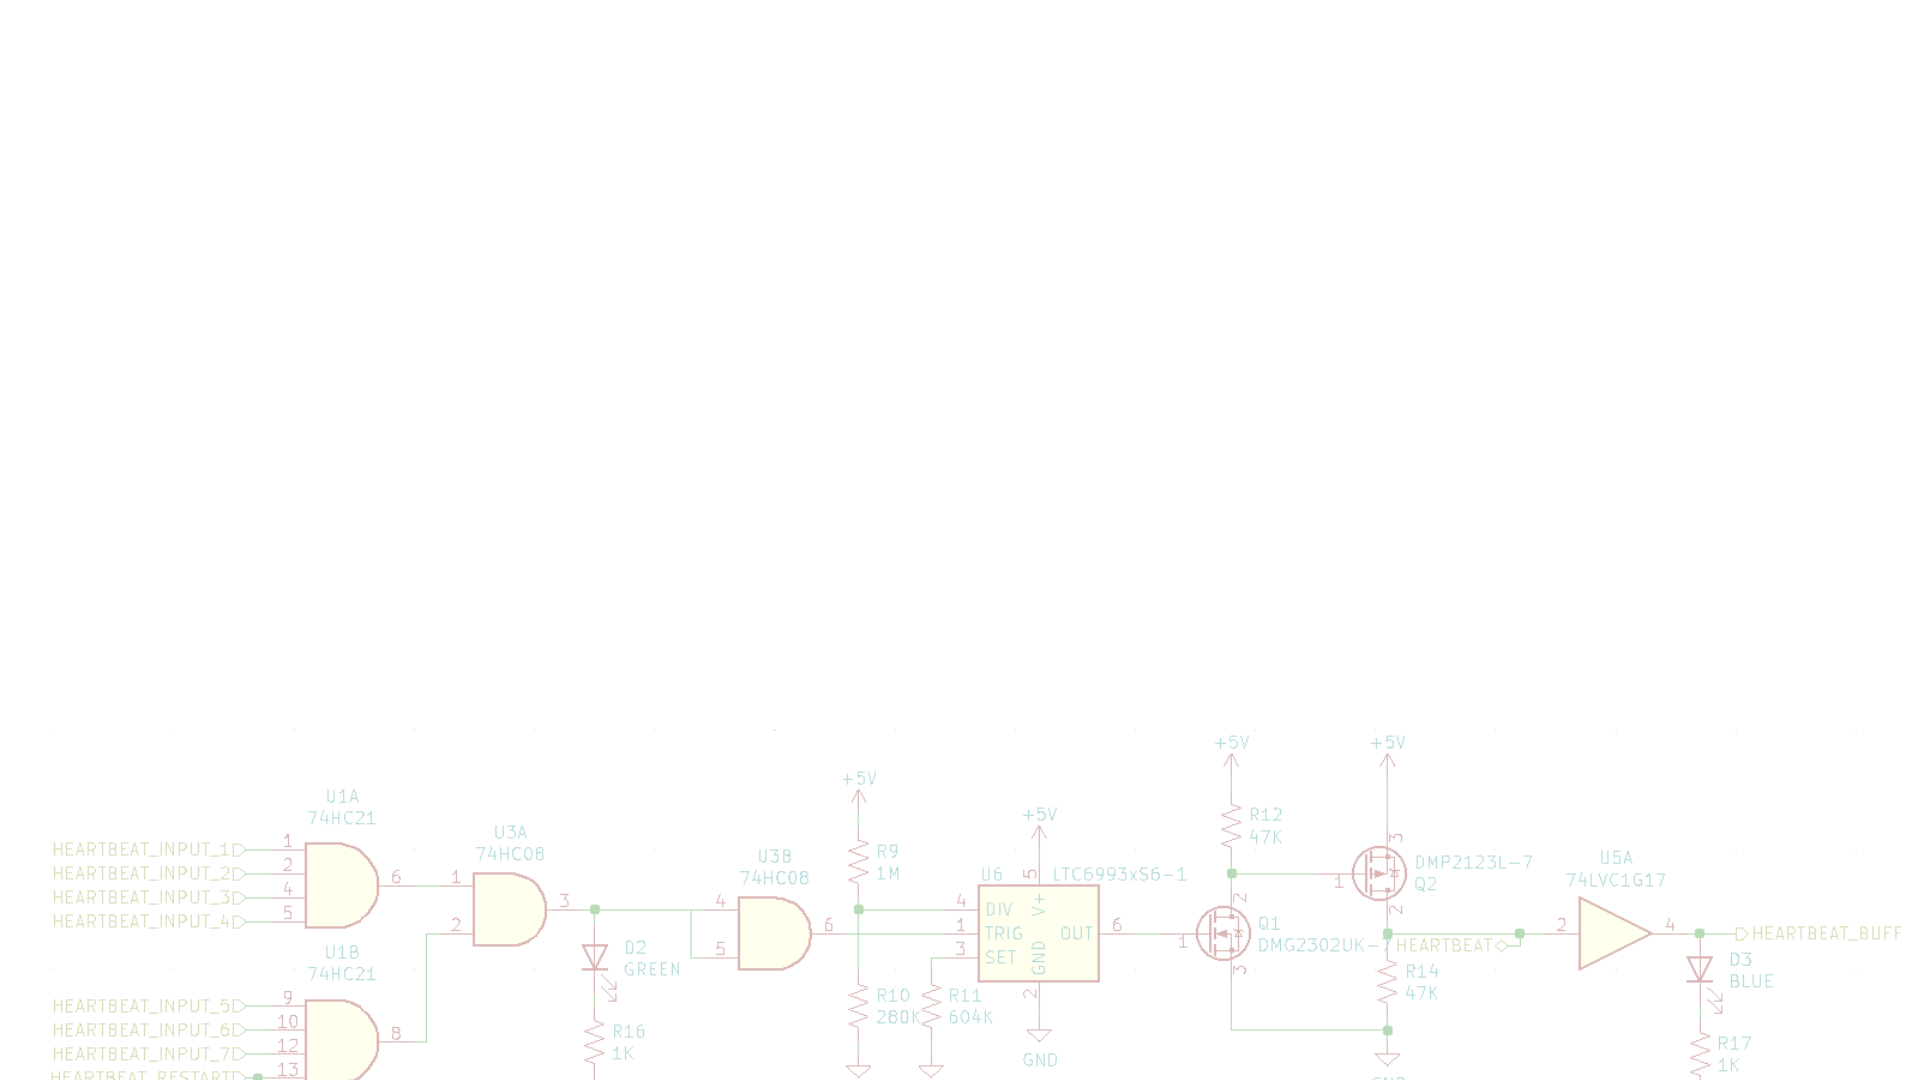 +5V
+5V
+5V
U1A
74HC21
+5V
R12
47K
U3A
74HC08
HEARTBEAT_INPUT_1
1
HEARTBEAT_INPUT_2
2
HEARTBEAT_INPUT_3
4
HEARTBEAT_INPUT_4
5
6
1
2
3
U3B
74HC08
4
5
6
R9
1M
U6
LTC6993xS6-1
5
V+
4
DIV
1
TRIG
3
SET
OUT
6
GND
2
GND
2
Q1
DMG2302UK-7
1
3
3
DMP2123L-7
Q2
1
2
HEARTBEAT
U5A
74LVC1G17
2
4
HEARTBEAT_BUFF
D2
GREEN
D3
BLUE
U1B
74HC21
HEARTBEAT_INPUT_5
9
HEARTBEAT_INPUT_6
10
HEARTBEAT_INPUT_7
12
HEARTBEAT_RESTART
13
8
R16
1K
R10
280K
R11
604K
R14
47K
R17
1K
GND